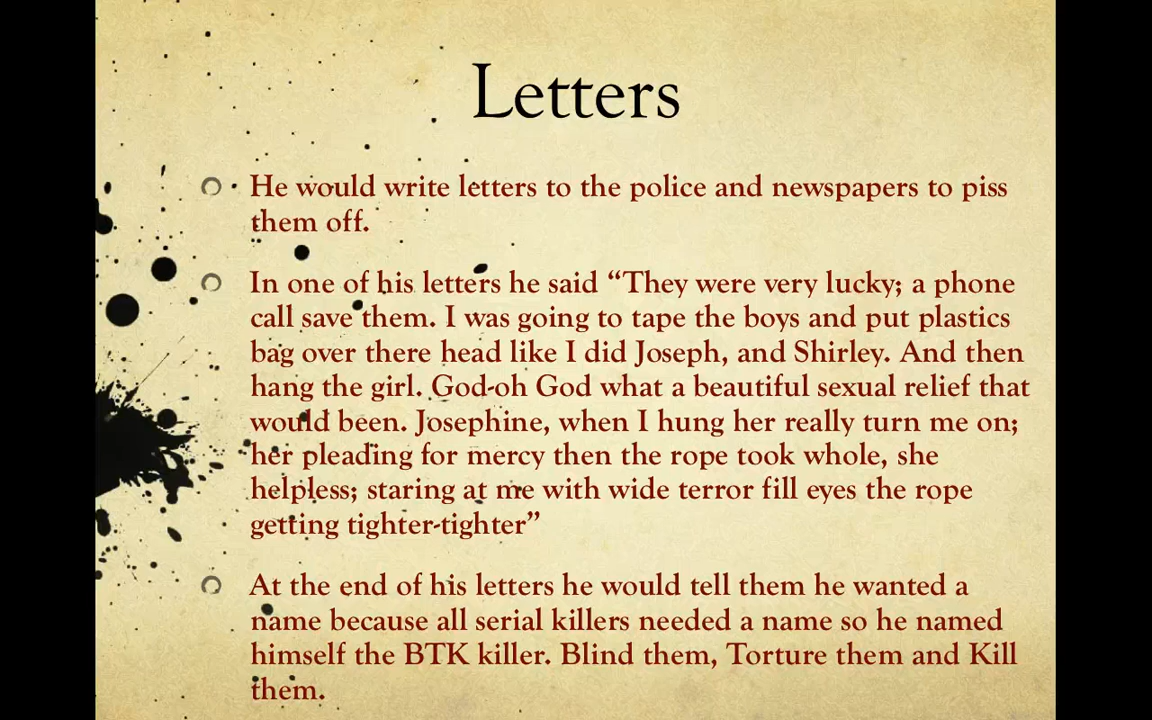 Letters
He would write letters to the police and newspapers to piss
them off.
In one of his letters he said “They were very lucky; a phone
call save them. I was going to tape the boys and put plastics
bag over there head like I did Joseph, and Shirley. And then
hang the girl. God-oh God what a beautiful sexual relief that
would been. Josephine, when I hung her really turn me on;
her pleading for mercy then the rope took whole, she
helpless; staring at me with wide terror fill eyes the rope
getting tighter-tighter”
At the end of his letters he would tell them he wanted a
name because all serial killers needed a name so he named
himself the BTK killer. Blind them, Torture them and Kill
them.